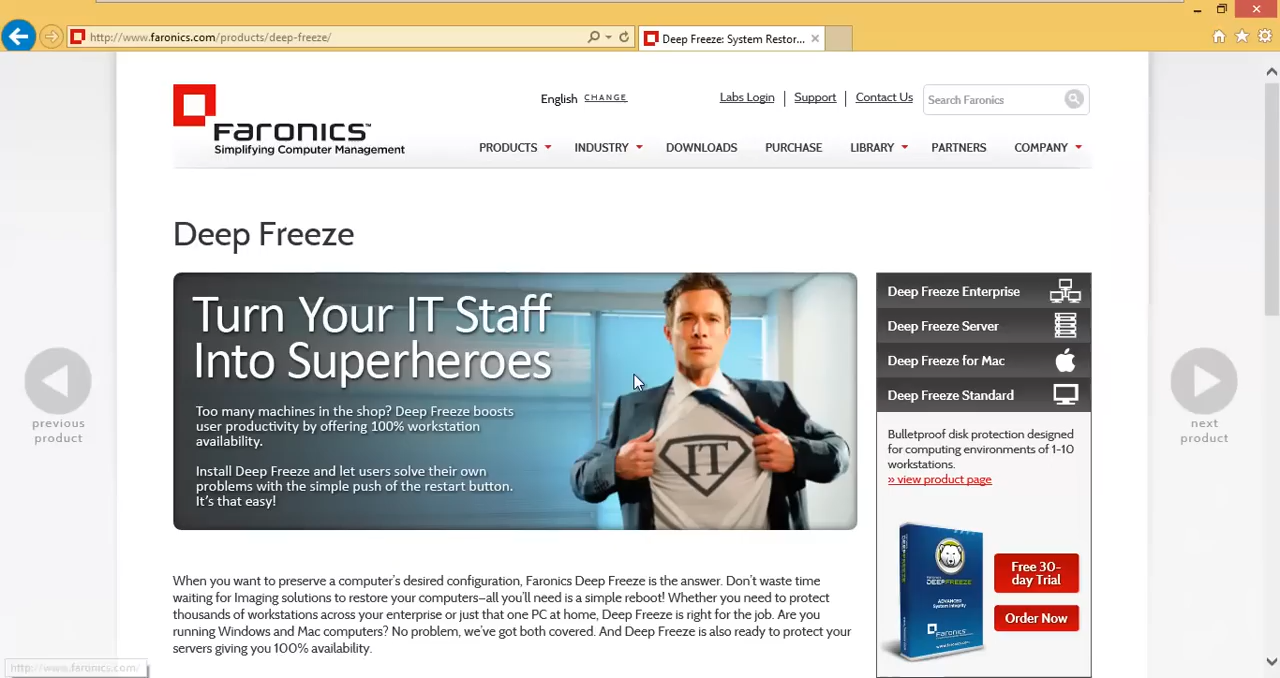 http://www.faronics.com/products/deep-freeze/
Deep Freeze: System Restor...
English CHANGE
Labs Login | Support | Contact Us
Search Faronics
FARONICS™
Simplifying Computer Management
PRODUCTS
INDUSTRY
DOWNLOADS
PURCHASE
LIBRARY
PARTNERS
COMPANY
Deep Freeze
Turn Your IT Staff
Into Superheroes
Too many machines in the shop? Deep Freeze boosts
user productivity by offering 100% workstation
availability.
Install Deep Freeze and let users solve their own
problems with the simple push of the restart button.
It's that easy!
IT
Deep Freeze Enterprise
Deep Freeze Server
Deep Freeze for Mac
Deep Freeze Standard
Bulletproof disk protection designed
for computing environments of 1-10
workstations.
» view product page
DEEPFREEZE
ADVANCED
System Integrity
FARONICS
Free 30-
day Trial
Order Now
previous
product
next
product
When you want to preserve a computer's desired configuration, Faronics Deep Freeze is the answer. Don't waste time
waiting for Imaging solutions to restore your computers–all you'll need is a simple reboot! Whether you need to protect
thousands of workstations across your enterprise or just that one PC at home, Deep Freeze is right for the job. Are you
running Windows and Mac computers? No problem, we've got both covered. And Deep Freeze is also ready to protect your
servers giving you 100% availability.
http://www.faronics.com/